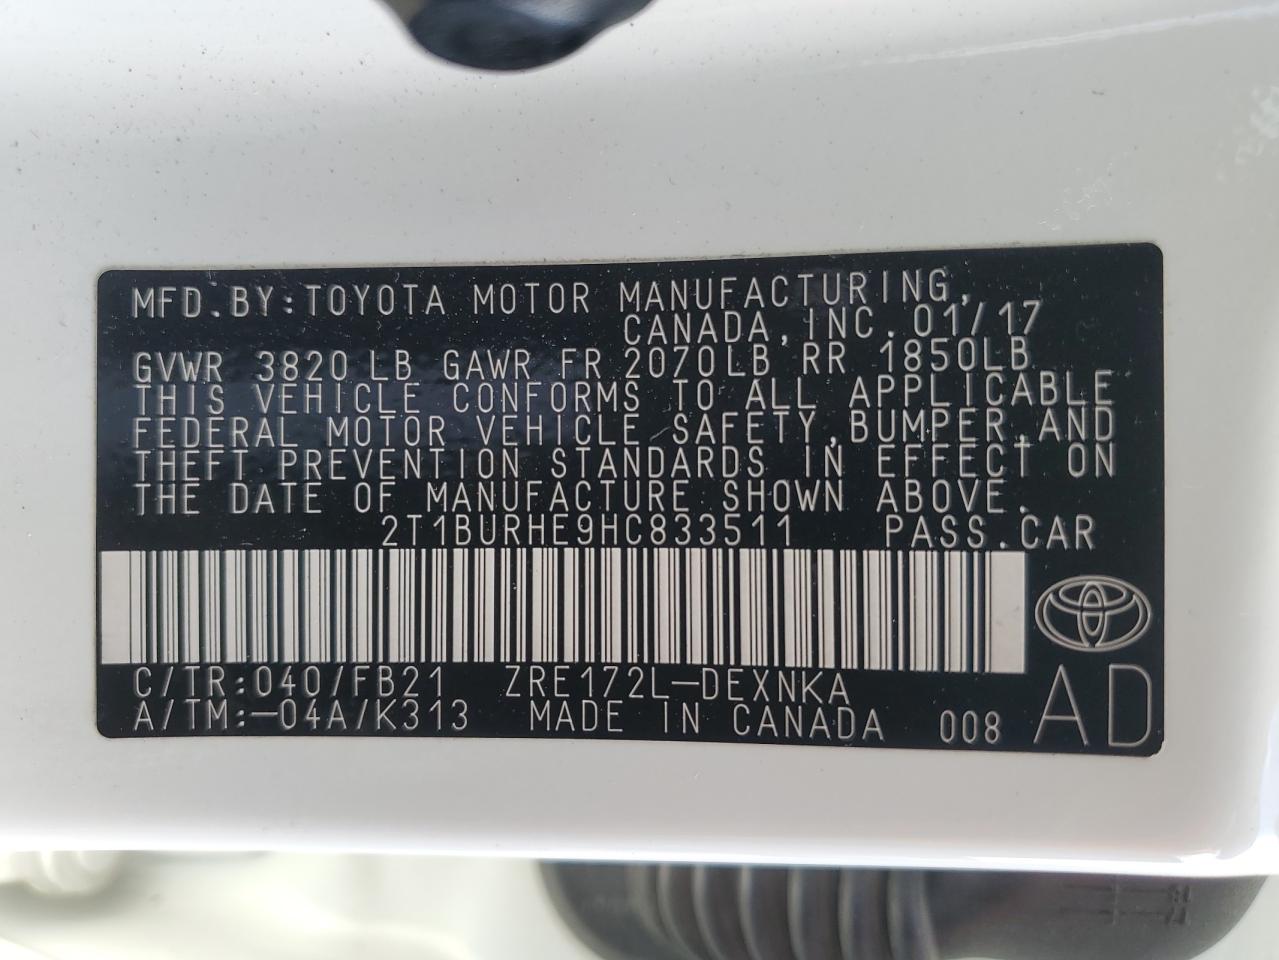 MFD.BY:TOYOTA MOTOR MANUFACTURING,
CANADA,INC.01/17
GVWR 3820 LB GAWR FR 2070LB RR 1850LB
THIS VEHICLE CONFORMS TO ALL APPLICABLE
FEDERAL MOTOR VEHICLE SAFETY,BUMPER,AND
THEFT PREVENTION STANDARDS IN EFFECT ON
THE DATE OF MANUFACTURE SHOWN ABOVE.
2T1BURHE9HC833511 PASS.CAR
C/TR:040/FB21 ZRE172L-DEXNKA
A/TM:-04A/K313 MADE IN CANADA 008 AD